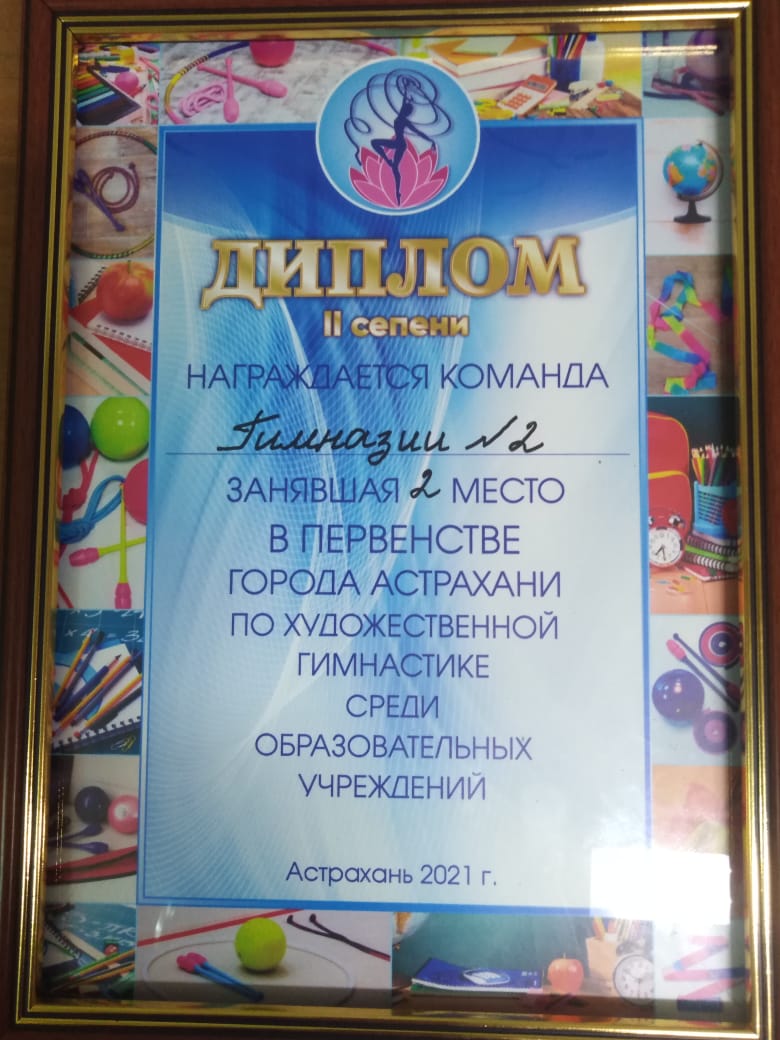 ДИПЛОМ
II сепени
НАГРАЖДАЕТСЯ КОМАНДА
Гимназии №2
ЗАНЯВШАЯ 2 МЕСТО
В ПЕРВЕНСТВЕ
ГОРОДА АСТРАХАНИ
ПО ХУДОЖЕСТВЕННОЙ
ГИМНАСТИКЕ
СРЕДИ
ОБРАЗОВАТЕЛЬНЫХ
УЧРЕЖДЕНИЙ
Астрахань 2021 г.